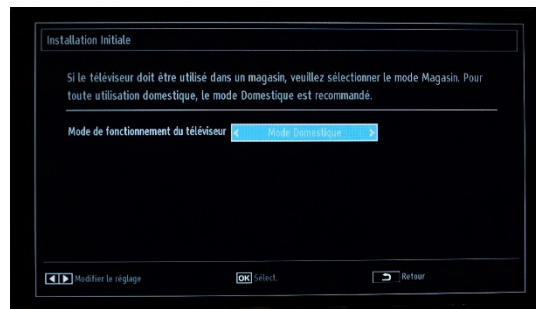 Installation Initiale
Si le téléviseur doit être utilisé dans un magasin, veuillez sélectionner le mode Magasin. Pour
toute utilisation domestique, le mode Domestique est recommandé.
Mode de fonctionnement du téléviseur Mode Domestique
Modifier le réglage OK Sélect. Retour